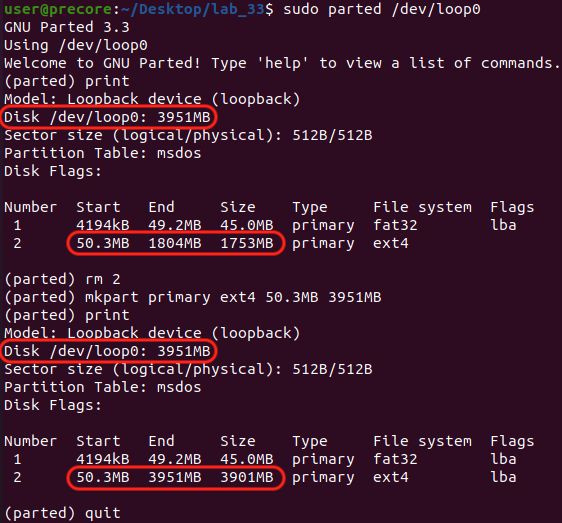 user@precore:~/Desktop/lab_33$ sudo parted /dev/loop0
GNU Parted 3.3
Using /dev/loop0
Welcome to GNU Parted! Type 'help' to view a list of commands.
(parted) print
Model: Loopback device (loopback)
Disk /dev/loop0: 3951MB
Sector size (logical/physical): 512B/512B
Partition Table: msdos
Disk Flags:

Number  Start   End     Size    Type     File system  Flags
 1      4194kB  49.2MB  45.0MB  primary  fat32        lba
 2      50.3MB  1804MB  1753MB  primary  ext4

(parted) rm 2
(parted) mkpart primary ext4 50.3MB 3951MB
(parted) print
Model: Loopback device (loopback)
Disk /dev/loop0: 3951MB
Sector size (logical/physical): 512B/512B
Partition Table: msdos
Disk Flags:

Number  Start   End     Size    Type     File system  Flags
 1      4194kB  49.2MB  45.0MB  primary  fat32        lba
 2      50.3MB  3951MB  3901MB  primary  ext4         lba

(parted) quit